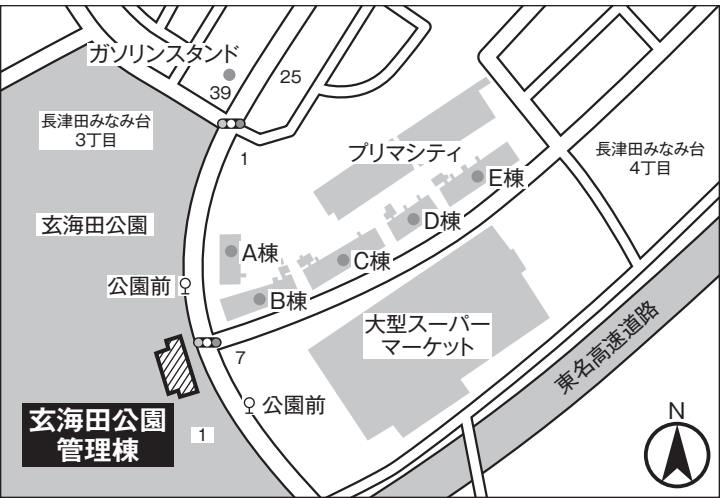 ガソリンスタンド
39
25
長津田みなみ台
3丁目
1
プリマシティ
長津田みなみ台
4丁目
E棟
D棟
玄海田公園
A棟
C棟
公園前
B棟
大型スーパー
マーケット
7
東名高速道路
公園前
玄海田公園
管理棟
1
N